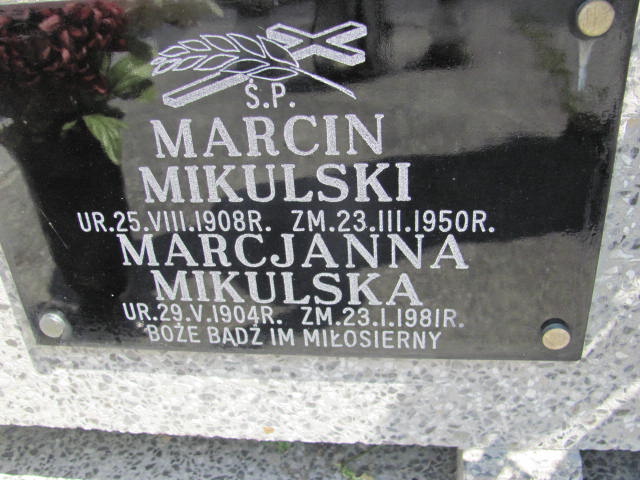 Ś.P.
MARCIN
MIKULSKI
UR.25.VIII.1908R. ZM.23.III.1950R.
MARCJANNA
MIKULSKA
UR.29.V.1904R. ZM.23.I.1981R.
BOŻE BĄDŹ IM MIŁOSIERNY